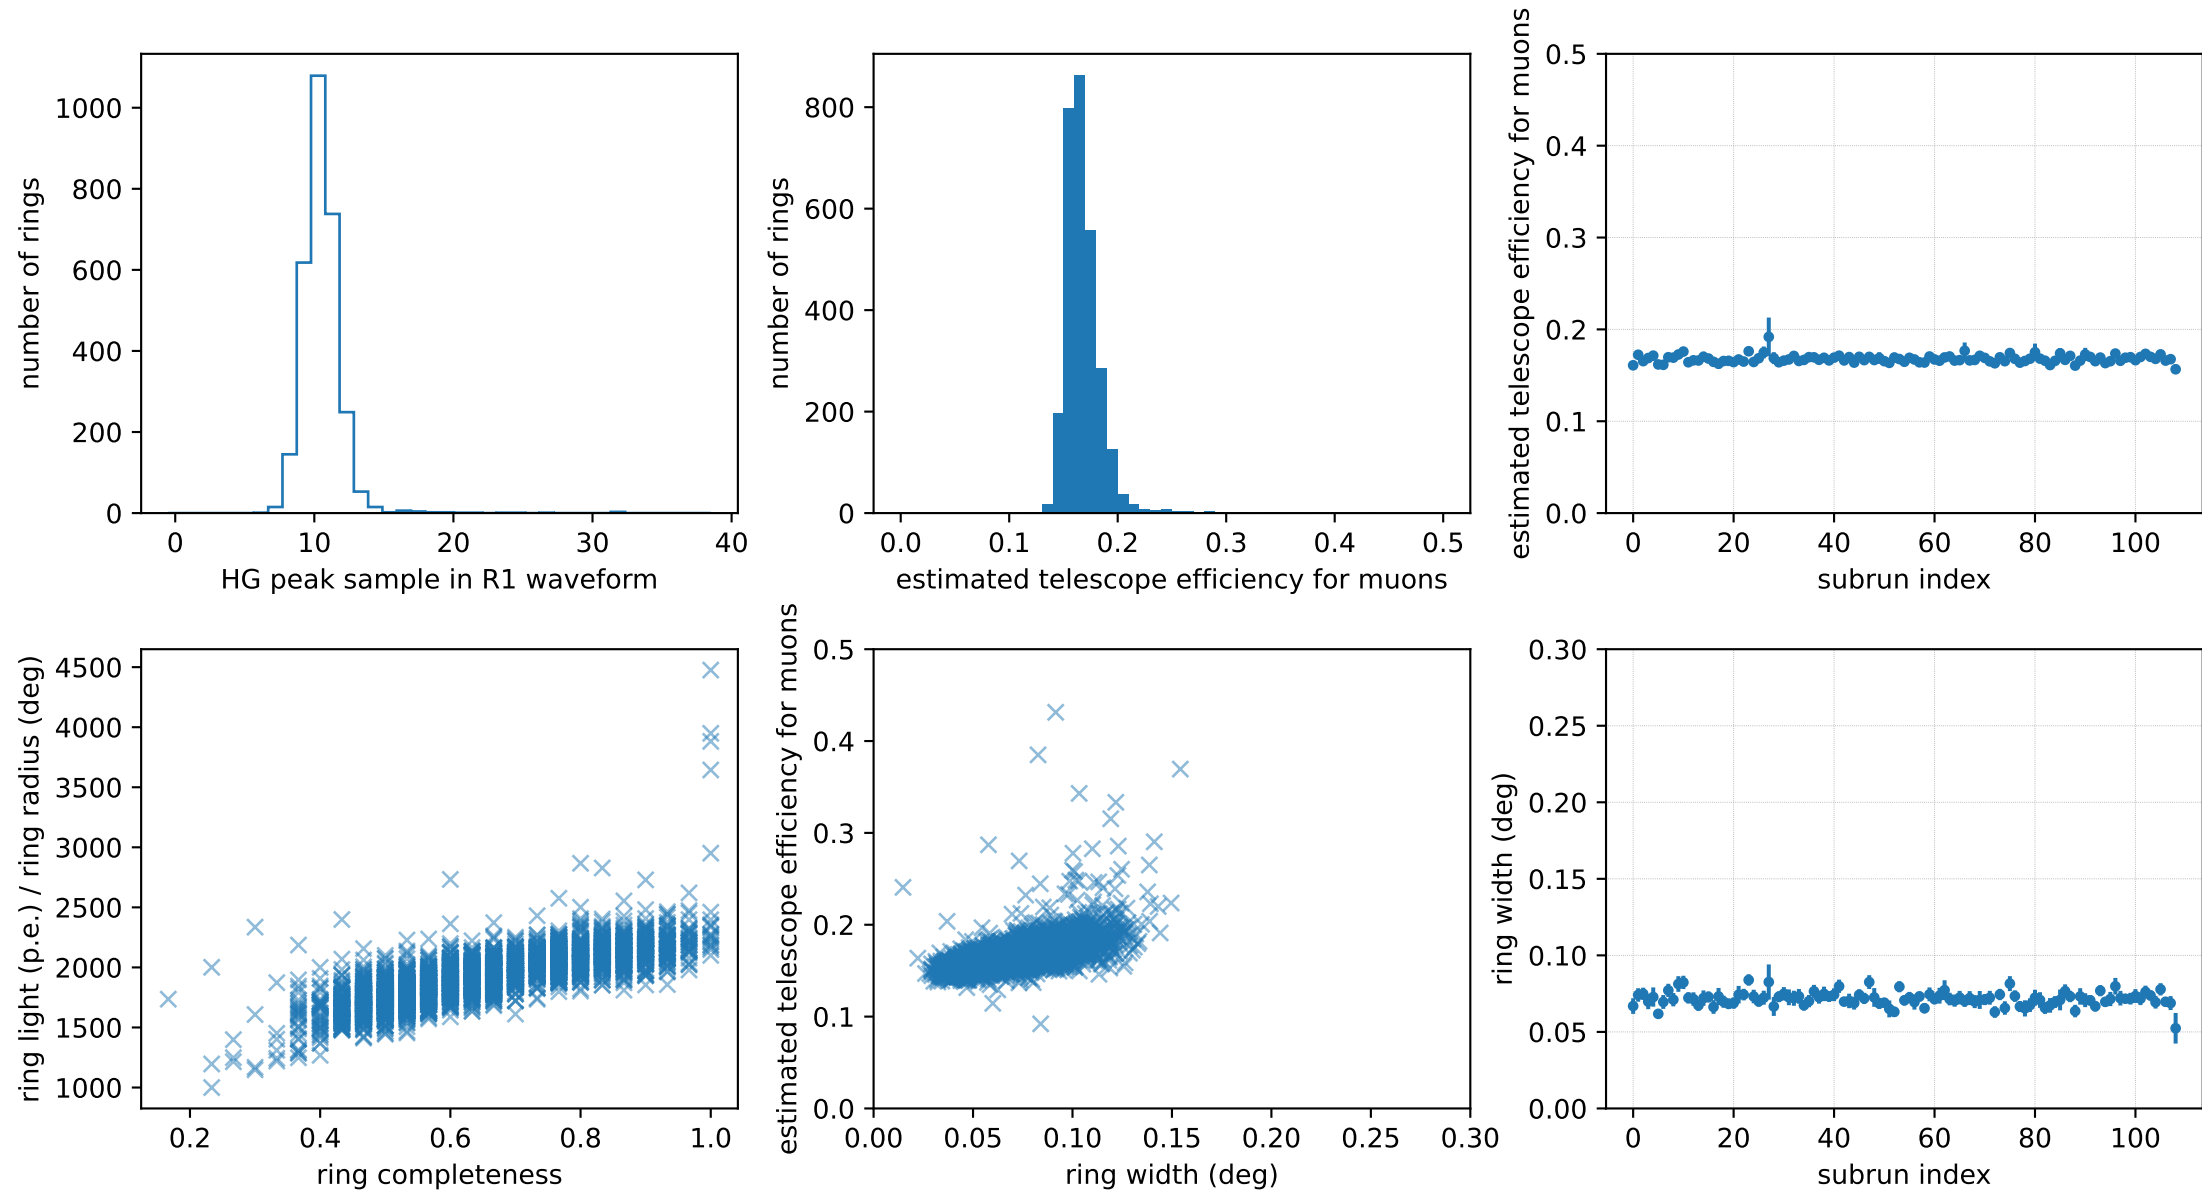 number of rings
1000
800
600
400
200
0
0 10 20 30 40
HG peak sample in R1 waveform
number of rings
800
600
400
200
0
0.0 0.1 0.2 0.3 0.4 0.5
estimated telescope efficiency for muons
estimated telescope efficiency for muons
0.5
0.4
0.3
0.2
0.1
0.0
0 20 40 60 80 100
subrun index
ring light (p.e.) / ring radius (deg)
4500
4000
3500
3000
2500
2000
1500
1000
0.2 0.4 0.6 0.8 1.0
ring completeness
estimated telescope efficiency for muons
0.5
0.4
0.3
0.2
0.1
0.0
0.00 0.05 0.10 0.15 0.20 0.25 0.30
ring width (deg)
ring width (deg)
0.30
0.25
0.20
0.15
0.10
0.05
0.00
0 20 40 60 80 100
subrun index